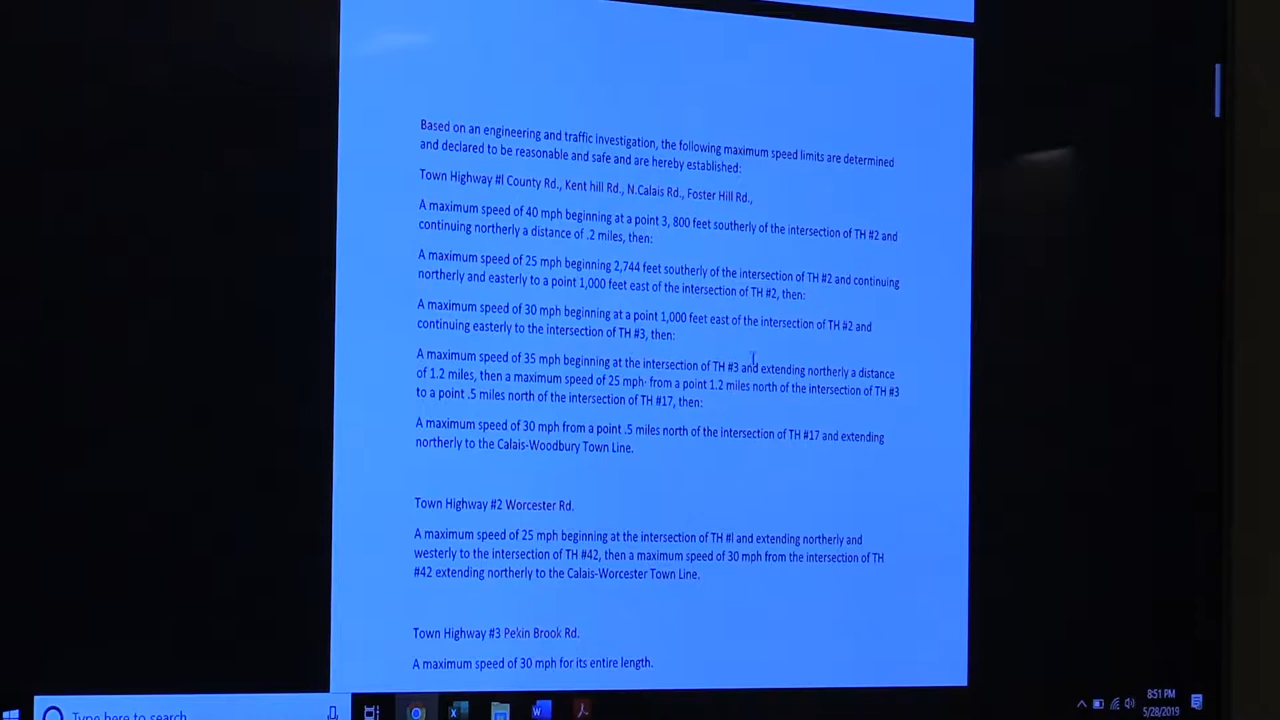 Based on an engineering and traffic investigation, the following maximum speed limits are determined
and declared to be reasonable and safe and are hereby established:
Town Highway #l County Rd., Kent hill Rd., N.Calais Rd., Foster Hill Rd.,
A maximum speed of 40 mph beginning at a point 3, 800 feet southerly of the intersection of TH #2 and
continuing northerly a distance of .2 miles, then:
A maximum speed of 25 mph beginning 2,744 feet southerly of the intersection of TH #2 and continuing
northerly and easterly to a point 1,000 feet east of the intersection of TH #2, then:
A maximum speed of 30 mph beginning at a point 1,000 feet east of the intersection of TH #2 and
continuing easterly to the intersection of TH #3, then:
A maximum speed of 35 mph beginning at the intersection of TH #3 and extending northerly a distance
of 1.2 miles, then a maximum speed of 25 mph· from a point 1.2 miles north of the intersection of TH #3
to a point .5 miles north of the intersection of TH #17, then:
A maximum speed of 30 mph from a point .5 miles north of the intersection of TH #17 and extending
northerly to the Calais-Woodbury Town Line.
Town Highway #2 Worcester Rd.
A maximum speed of 25 mph beginning at the intersection of TH #l and extending northerly and
westerly to the intersection of TH #42, then a maximum speed of 30 mph from the intersection of TH
#42 extending northerly to the Calais-Worcester Town Line.
Town Highway #3 Pekin Brook Rd.
A maximum speed of 30 mph for its entire length.
Type here to search
8:51 PM
5/28/2019